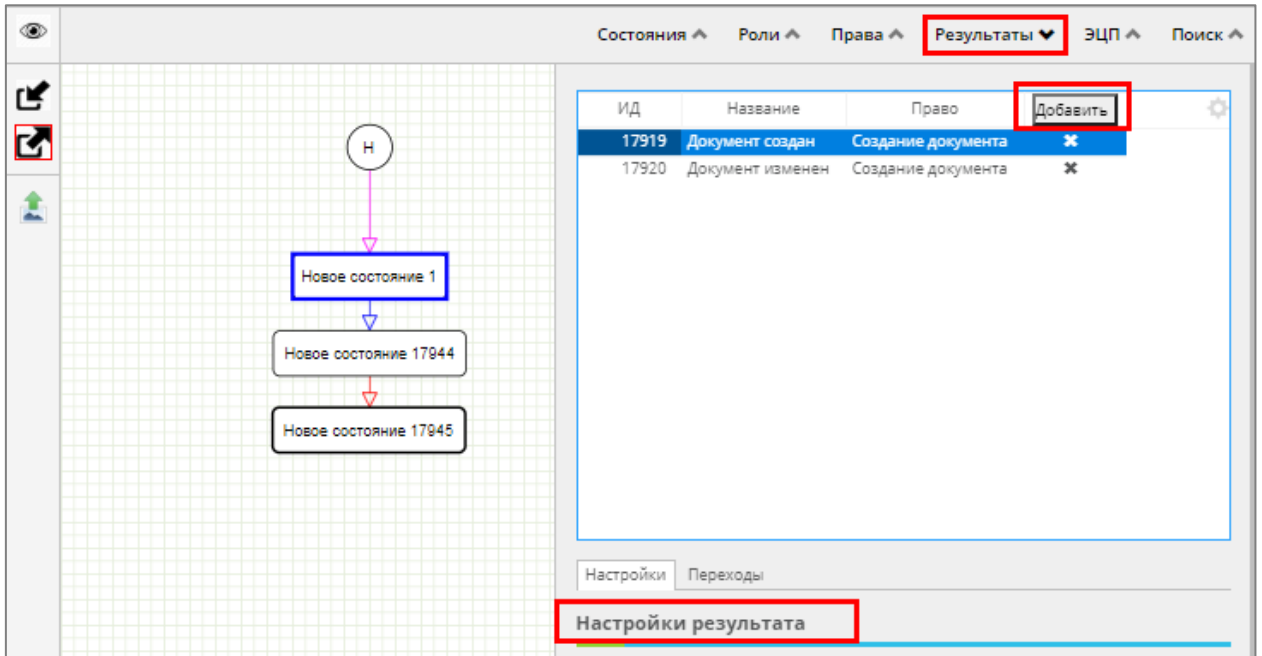 Состояния Роли Права Результаты ЭЦП Поиск
ИД Название Право Добавить
17919 Документ создан Создание документа
17920 Документ изменен Создание документа
Н
Новое состояние 1
Новое состояние 17944
Новое состояние 17945
Настройки Переходы
Настройки результата